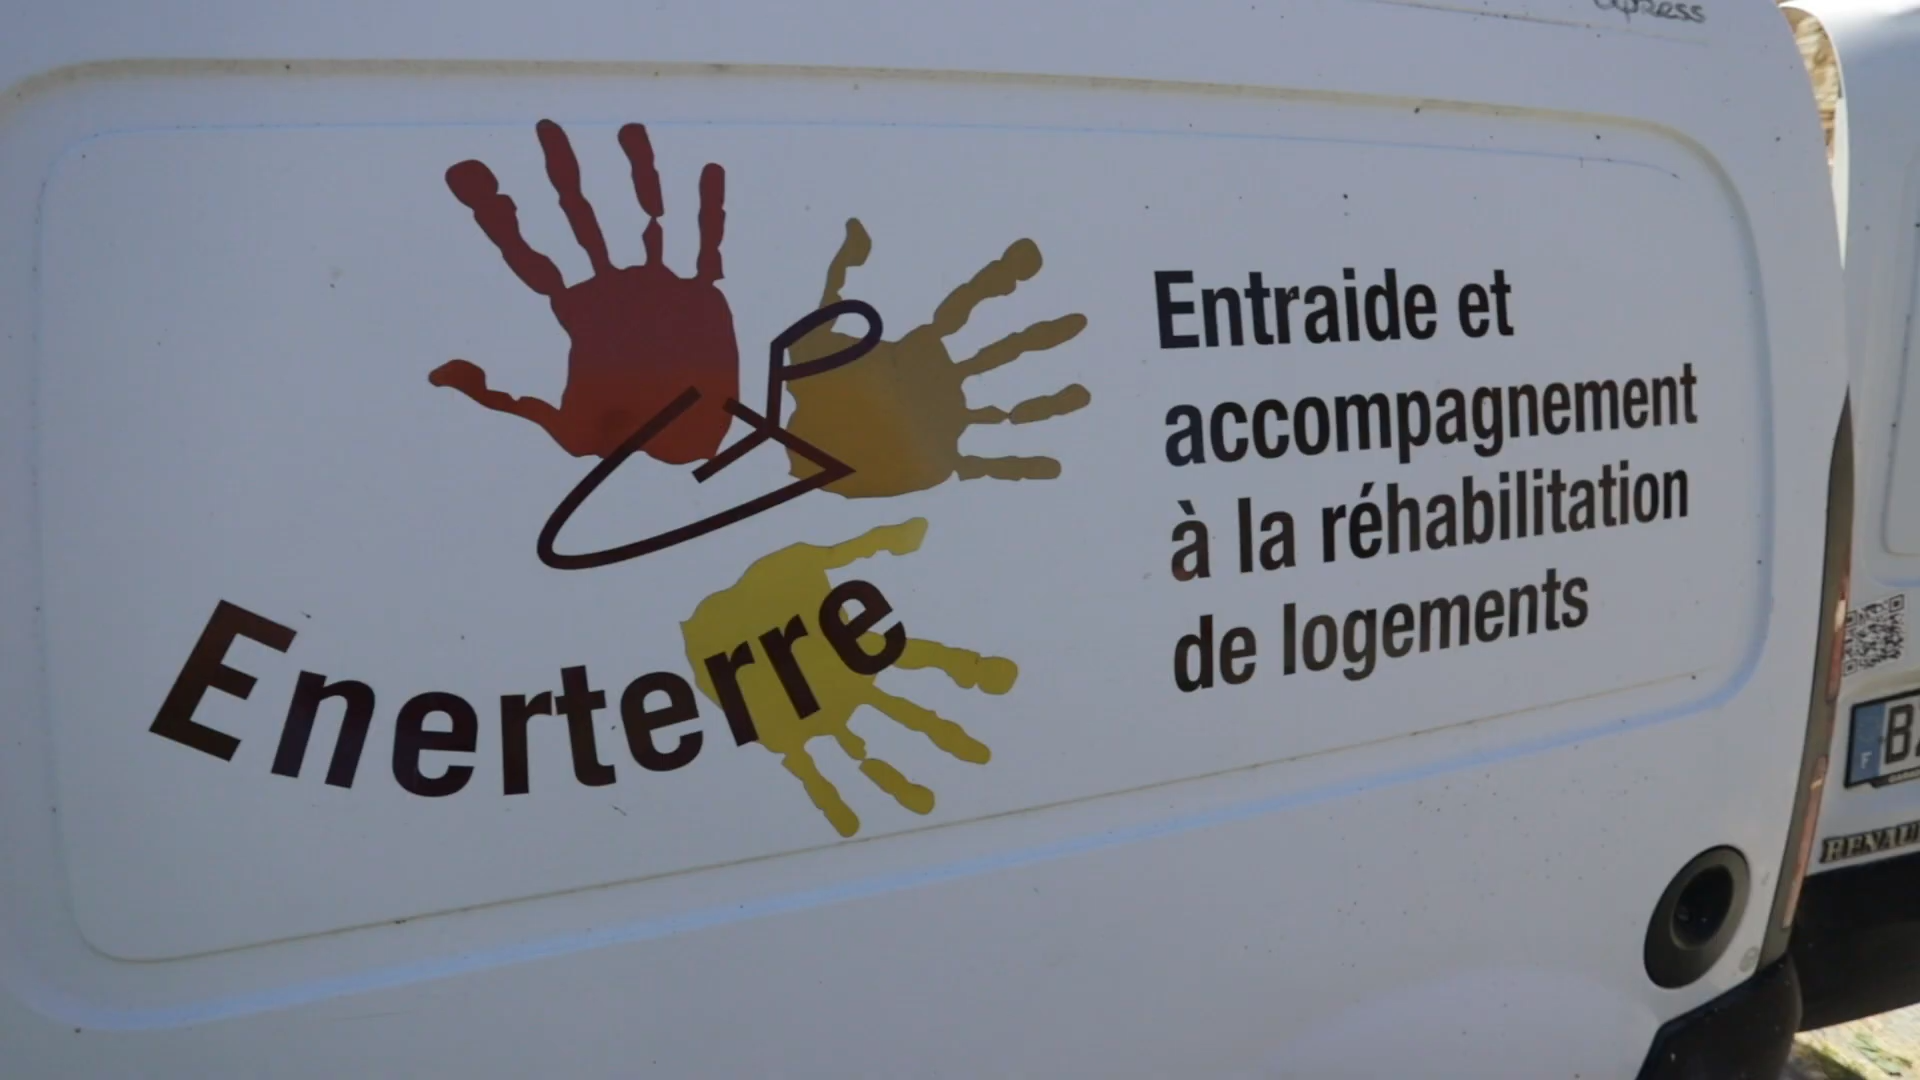 Enerterre
Entraide et
accompagnement
à la réhabilitation
de logements
F